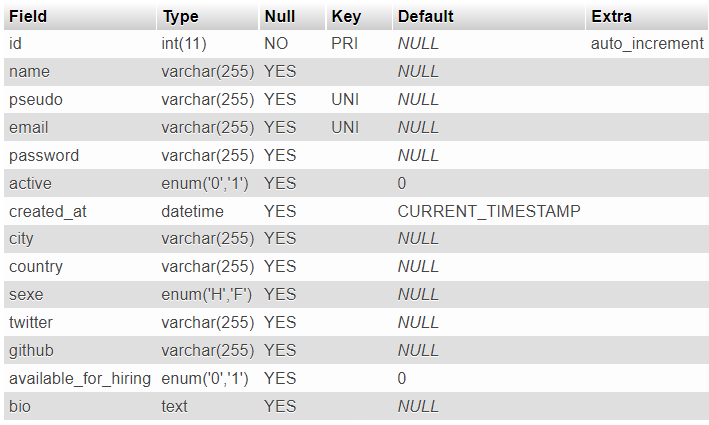 Field Type Null Key Default Extra
id int(11) NO PRI NULL auto_increment
name varchar(255) YES NULL
pseudo varchar(255) YES UNI NULL
email varchar(255) YES UNI NULL
password varchar(255) YES NULL
active enum('0','1') YES 0
created_at datetime YES CURRENT_TIMESTAMP
city varchar(255) YES NULL
country varchar(255) YES NULL
sexe enum('H','F') YES NULL
twitter varchar(255) YES NULL
github varchar(255) YES NULL
available_for_hiring enum('0','1') YES 0
bio text YES NULL